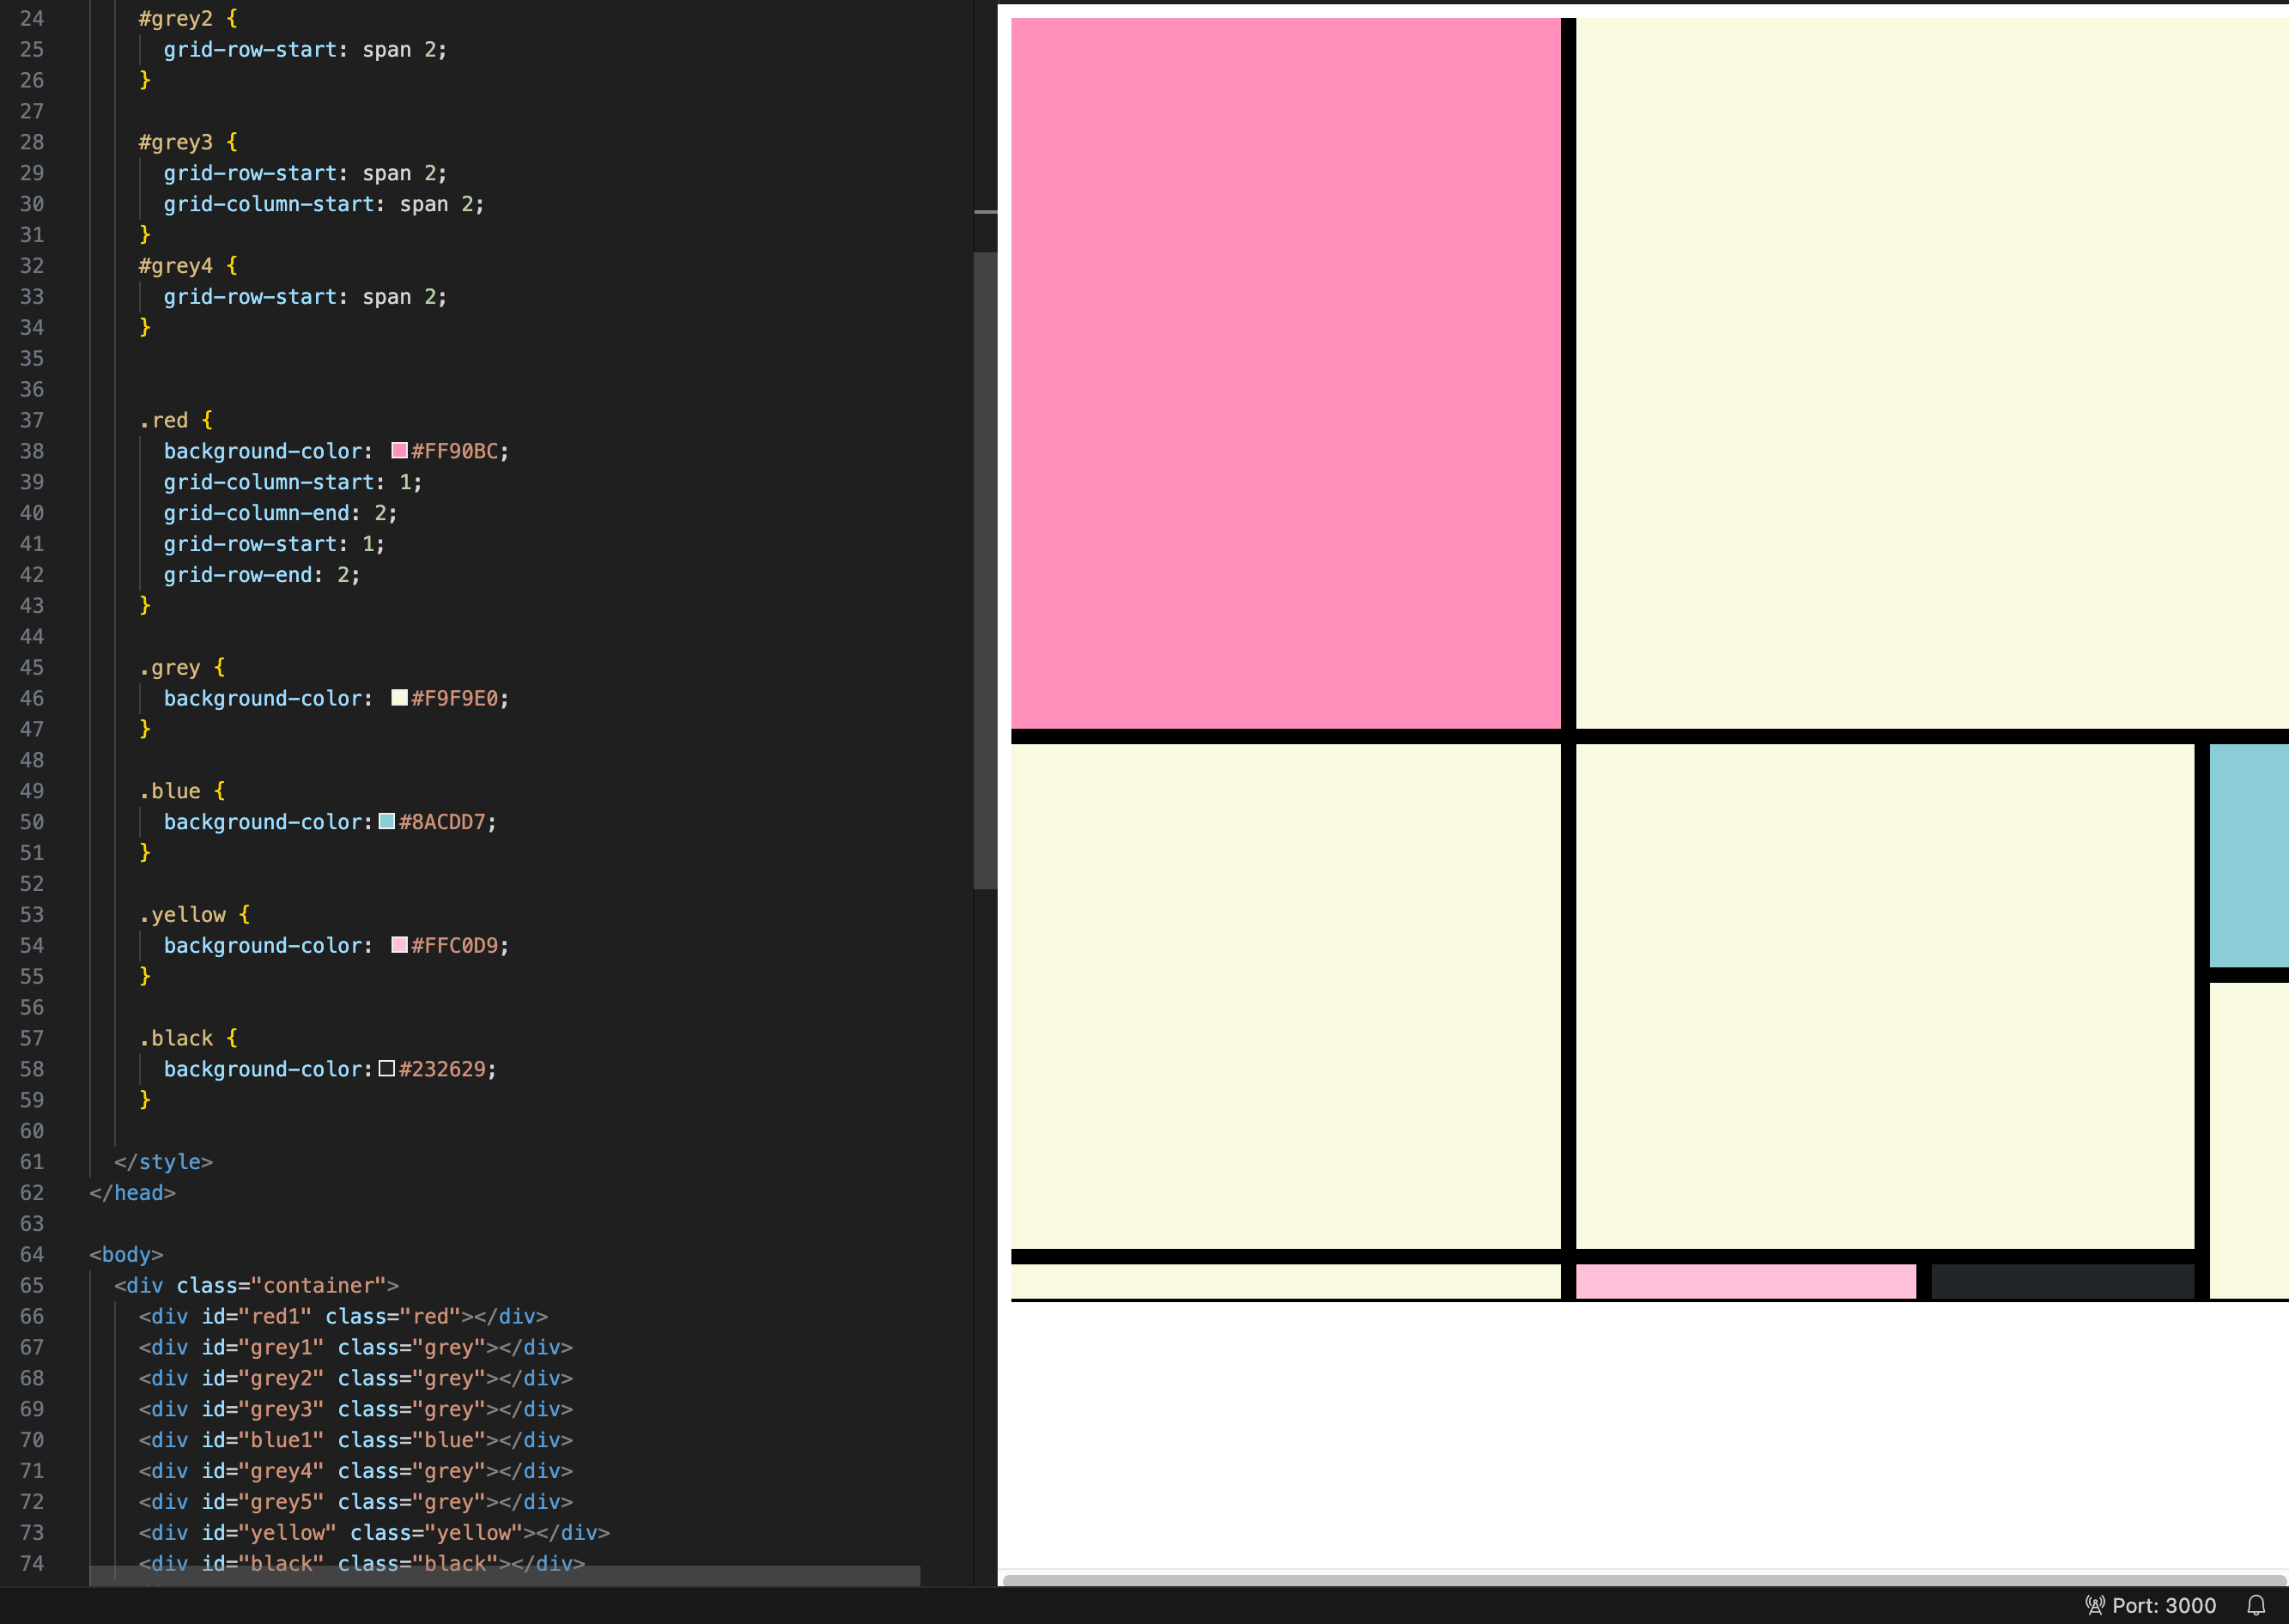 24 #grey2 {
25 grid-row-start: span 2;
26 }
27
28 #grey3 {
29 grid-row-start: span 2;
30 grid-column-start: span 2;
31 }
32 #grey4 {
33 grid-row-start: span 2;
34 }
35
36
37 .red {
38 background-color: #FF90BC;
39 grid-column-start: 1;
40 grid-column-end: 2;
41 grid-row-start: 1;
42 grid-row-end: 2;
43 }
44
45 .grey {
46 background-color: #F9F9E0;
47 }
48
49 .blue {
50 background-color: #8ACDD7;
51 }
52
53 .yellow {
54 background-color: #FFC0D9;
55 }
56
57 .black {
58 background-color: #232629;
59 }
60
61 </style>
62 </head>
63
64 <body>
65 <div class="container">
66 <div id="red1" class="red"></div>
67 <div id="grey1" class="grey"></div>
68 <div id="grey2" class="grey"></div>
69 <div id="grey3" class="grey"></div>
70 <div id="blue1" class="blue"></div>
71 <div id="grey4" class="grey"></div>
72 <div id="grey5" class="grey"></div>
73 <div id="yellow" class="yellow"></div>
74 <div id="black" class="black"></div>
Port: 3000